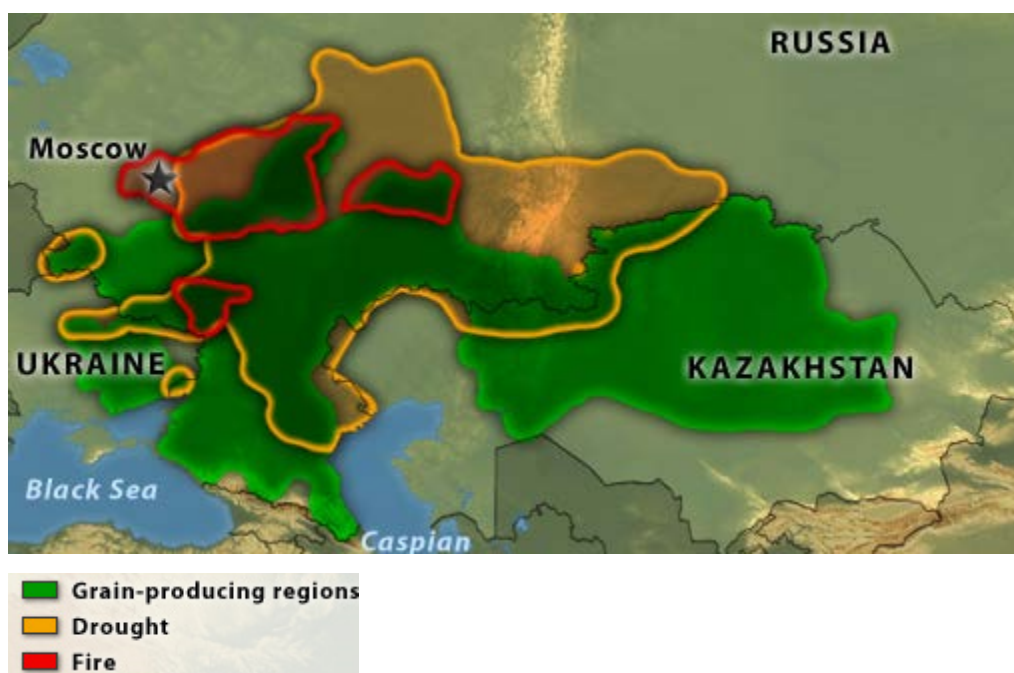 RUSSIA
Moscow
UKRAINE
KAZAKHSTAN
Black Sea
Caspian
Grain-producing regions
Drought
Fire